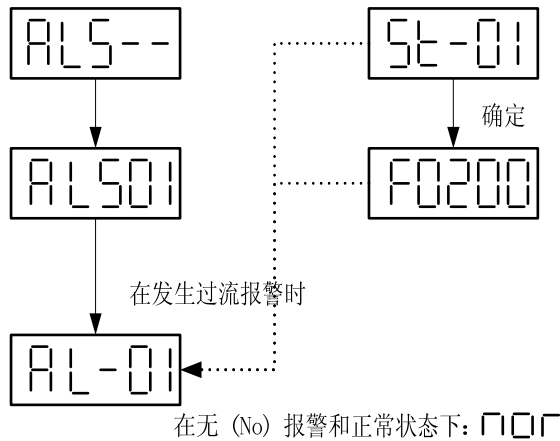 ALS--
St-01
确定
ALS01
F0200
在发生过流报警时
AL-01
在无 (No) 报警和正常状态下: nor